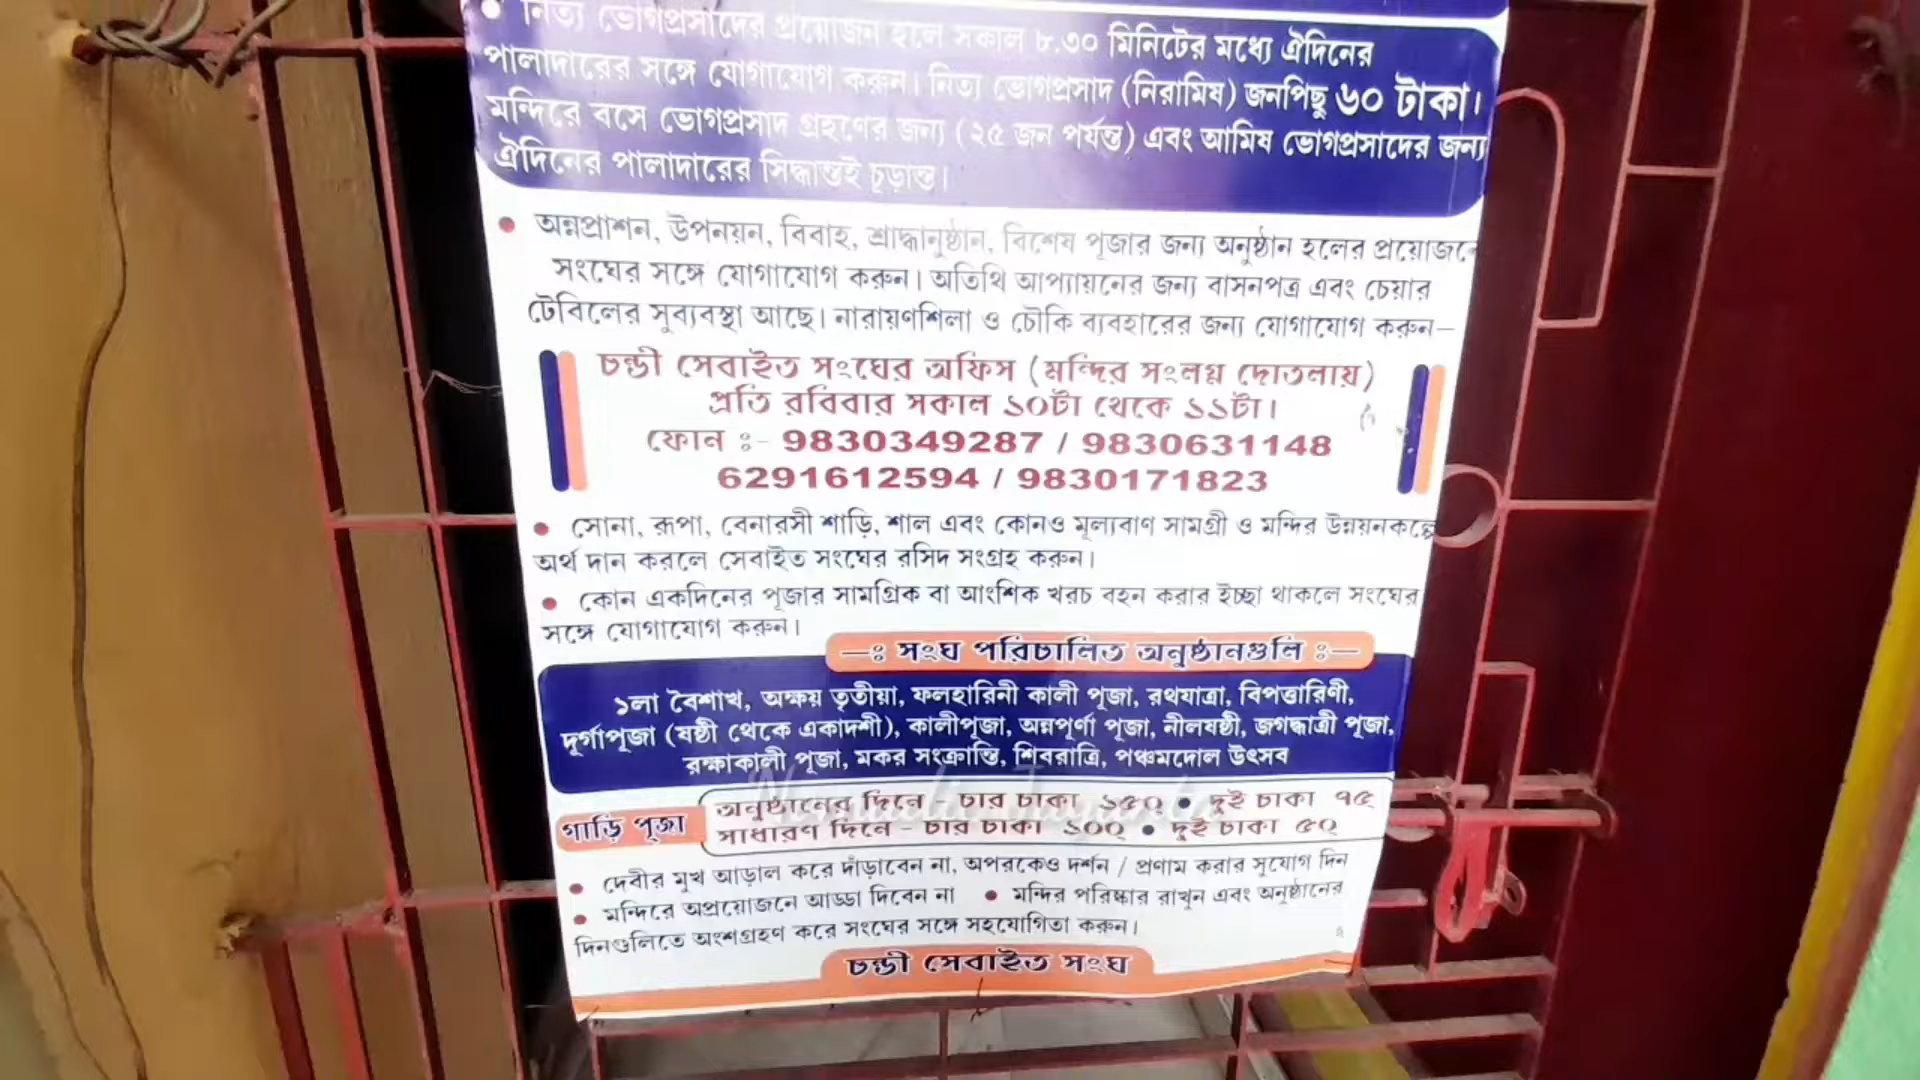 • নিত্য ভোগপ্রসাদের প্রয়োজন হলে সকাল ৮.৩০ মিনিটের মধ্যে ঐদিনের
পালাদারের সঙ্গে যোগাযোগ করুন। নিত্য ভোগপ্রসাদ (নিরামিষ) জনপিছু ৬০ টাকা।
মন্দিরে বসে ভোগপ্রসাদ গ্রহণের জন্য (২৫ জন পর্যন্ত) এবং আমিষ ভোগপ্রসাদের জন্য
ঐদিনের পালাদারের সিদ্ধান্তই চূড়ান্ত।
• অন্নপ্রাশন, উপনয়ন, বিবাহ, শ্রাদ্ধানুষ্ঠান, বিশেষ পূজার জন্য অনুষ্ঠান হলের প্রয়োজনে
সংঘের সঙ্গে যোগাযোগ করুন। অতিথি আপ্যায়নের জন্য বাসনপত্র এবং চেয়ার
টেবিলের সুব্যবস্থা আছে। নারায়ণশিলা ও চৌকি ব্যবহারের জন্য যোগাযোগ করুন—
চন্ডী সেবাইত সংঘের অফিস (মন্দির সংলগ্ন দোতলায়)
প্রতি রবিবার সকাল ১০টা থেকে ১১টা।
ফোন ঃ- 9830349287 / 9830631148
6291612594 / 9830171823
• সোনা, রূপা, বেনারসী শাড়ি, শাল এবং কোনও মূল্যবাণ সামগ্রী ও মন্দির উন্নয়নকল্পে
অর্থ দান করলে সেবাইত সংঘের রসিদ সংগ্রহ করুন।
• কোন একদিনের পূজার সামগ্রিক বা আংশিক খরচ বহন করার ইচ্ছা থাকলে সংঘের
সঙ্গে যোগাযোগ করুন।
—ঃ সংঘ পরিচালিত অনুষ্ঠানগুলি ঃ—
১লা বৈশাখ, অক্ষয় তৃতীয়া, ফলহারিনী কালী পূজা, রথযাত্রা, বিপত্তারিণী,
দূর্গাপূজা (ষষ্ঠী থেকে একাদশী), কালীপূজা, অন্নপূর্ণা পূজা, নীলষষ্ঠী, জগদ্ধাত্রী পূজা,
রক্ষাকালী পূজা, মকর সংক্রান্তি, শিবরাত্রি, পঞ্চমদোল উৎসব
গাড়ি পূজা
অনুষ্ঠানের দিনে - চার চাকা ১৫০ • দুই চাকা ৭৫
সাধারণ দিনে - চার চাকা ১০০ • দুই চাকা ৫০
• দেবীর মুখ আড়াল করে দাঁড়াবেন না, অপরকেও দর্শন / প্রণাম করার সুযোগ দিন
• মন্দিরে অপ্রয়োজনে আড্ডা দিবেন না • মন্দির পরিষ্কার রাখুন এবং অনুষ্ঠানের
দিনগুলিতে অংশগ্রহণ করে সংঘের সঙ্গে সহযোগিতা করুন।
চন্ডী সেবাইত সংঘ